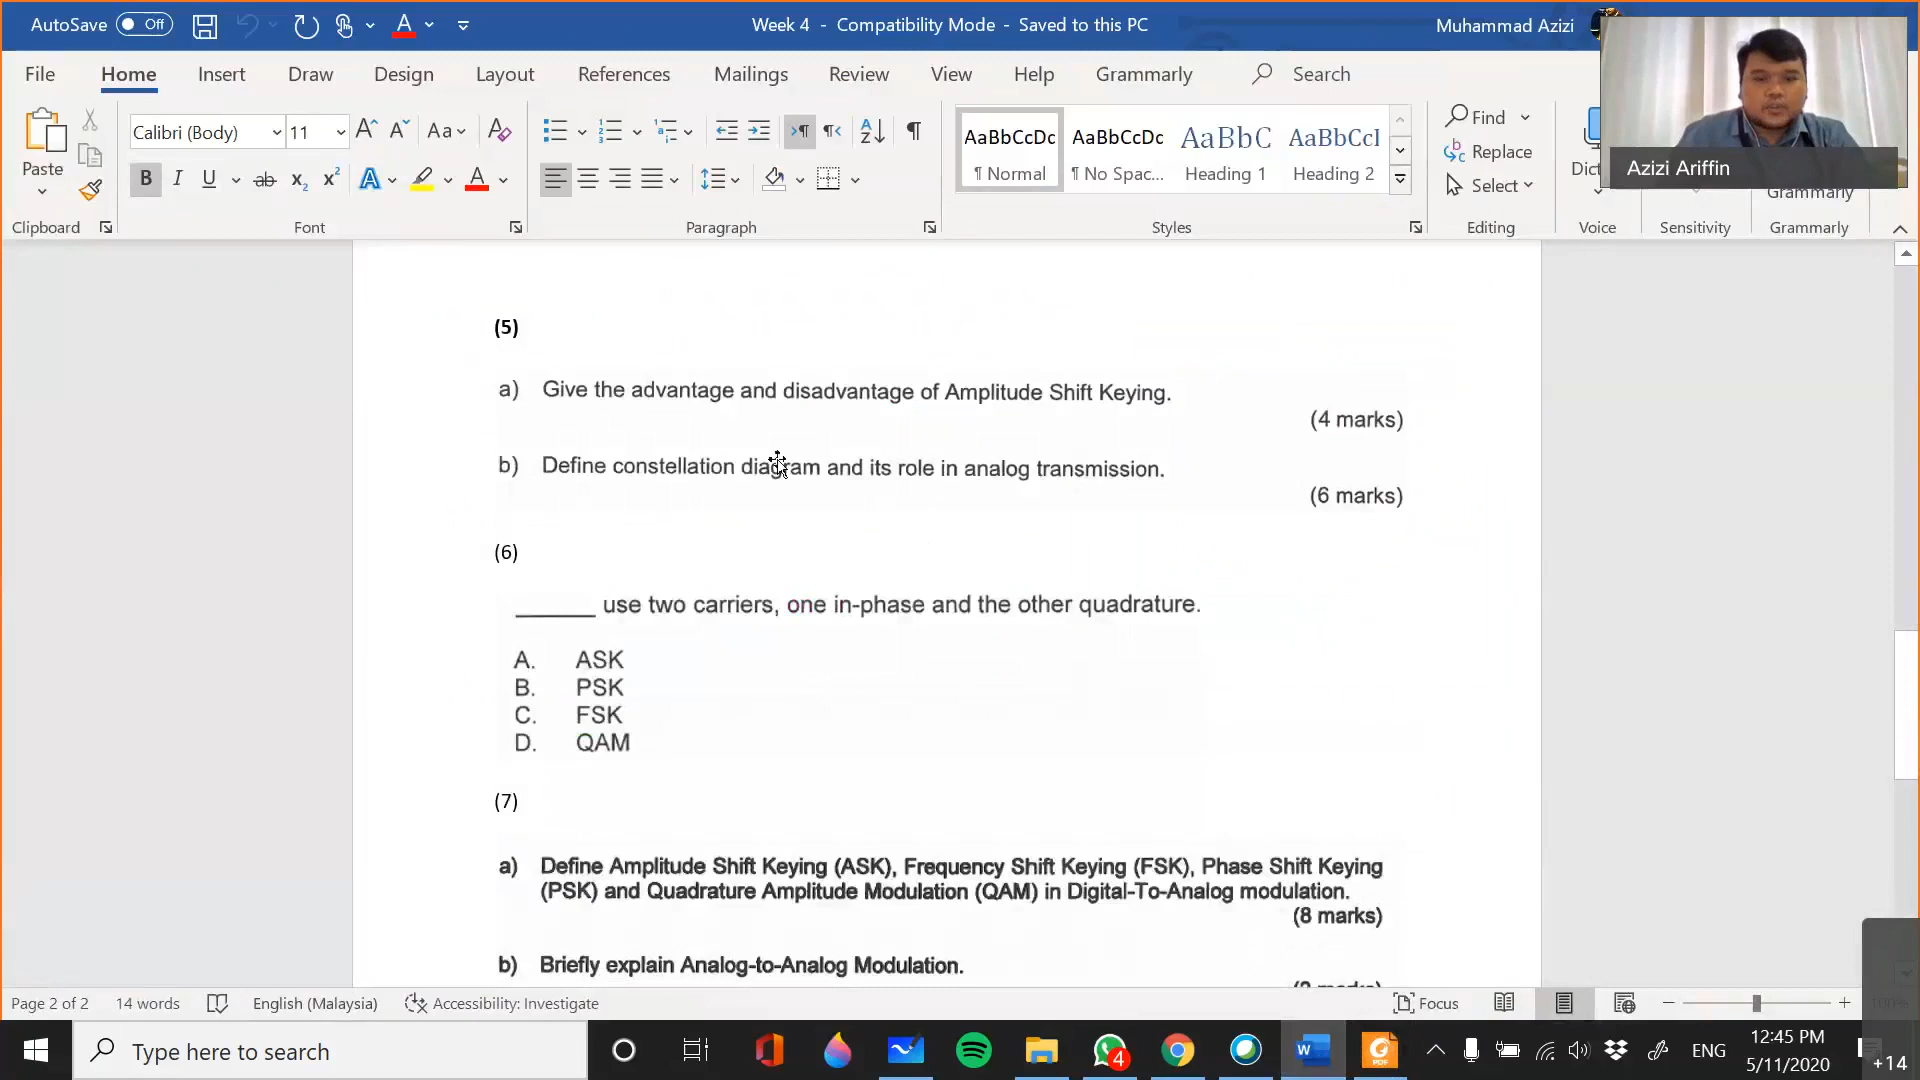 AutoSave Off
Week 4 - Compatibility Mode - Saved to this PC
Muhammad Azizi
File Home Insert Draw Design Layout References Mailings Review View Help Grammarly Search
Azizi Ariffin
Paste
Calibri (Body) 11
AaBbCcDc AaBbCcDc AaBbC AaBbCcI
¶ Normal ¶ No Spac... Heading 1 Heading 2
Find
Replace
Select
Dict
Grammarly
Clipboard Font Paragraph Styles Editing Voice Sensitivity Grammarly
(5)
a) Give the advantage and disadvantage of Amplitude Shift Keying.
(4 marks)
b) Define constellation diagram and its role in analog transmission.
(6 marks)
(6)
______ use two carriers, one in-phase and the other quadrature.
A. ASK
B. PSK
C. FSK
D. QAM
(7)
a) Define Amplitude Shift Keying (ASK), Frequency Shift Keying (FSK), Phase Shift Keying
(PSK) and Quadrature Amplitude Modulation (QAM) in Digital-To-Analog modulation.
(8 marks)
b) Briefly explain Analog-to-Analog Modulation.
Page 2 of 2 14 words English (Malaysia) Accessibility: Investigate Focus
Type here to search
4
ENG
12:45 PM
5/11/2020
+14